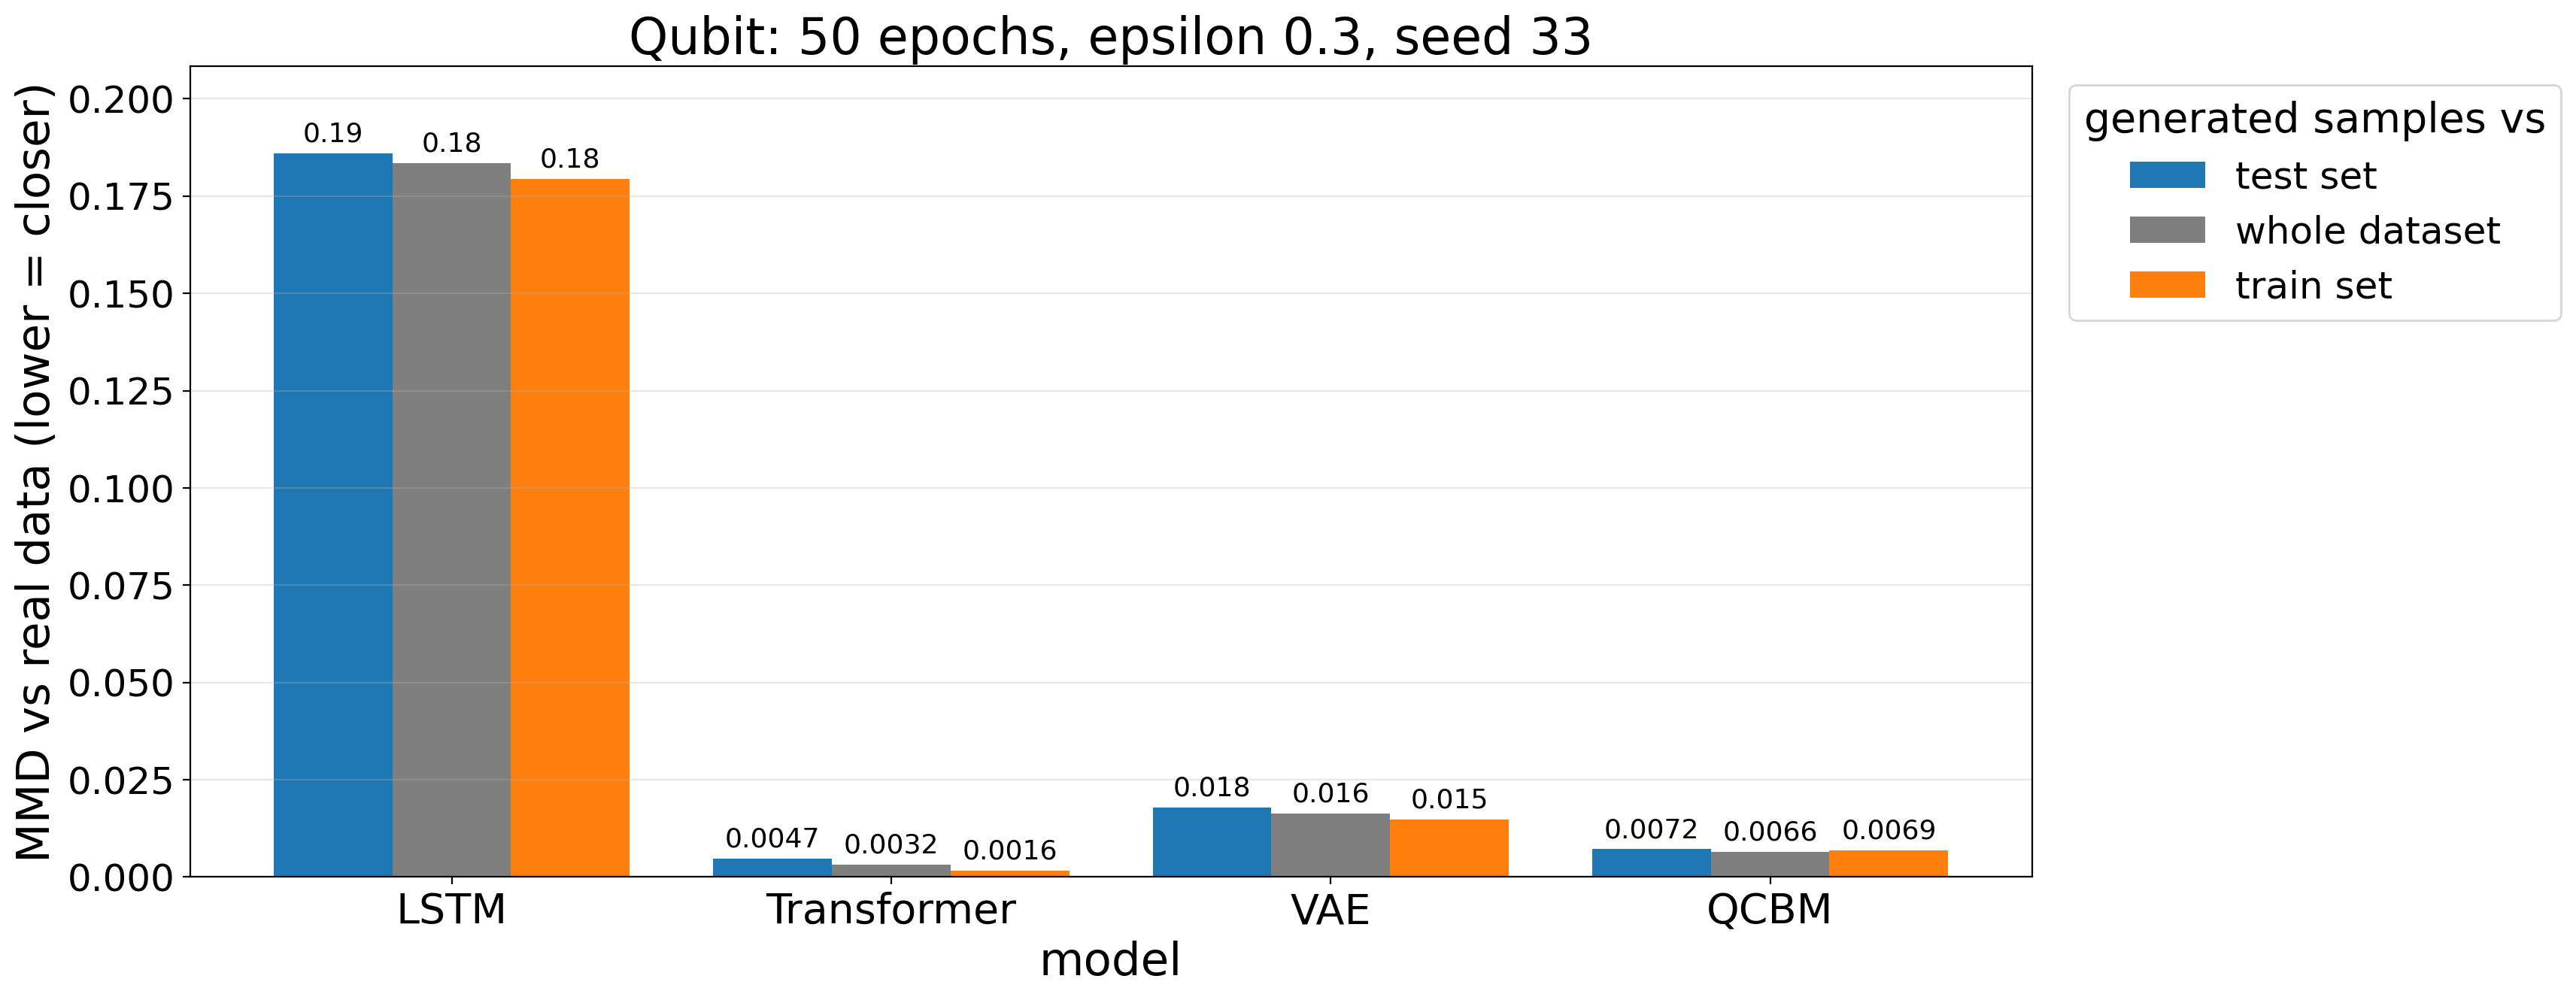 Qubit: 50 epochs, epsilon 0.3, seed 33
MMD vs real data (lower = closer)
0.200
0.175
0.150
0.125
0.100
0.075
0.050
0.025
0.000
0.19
0.18
0.18
0.0047
0.0032
0.0016
0.018
0.016
0.015
0.0072
0.0066
0.0069
LSTM
Transformer
VAE
QCBM
model
generated samples vs
test set
whole dataset
train set